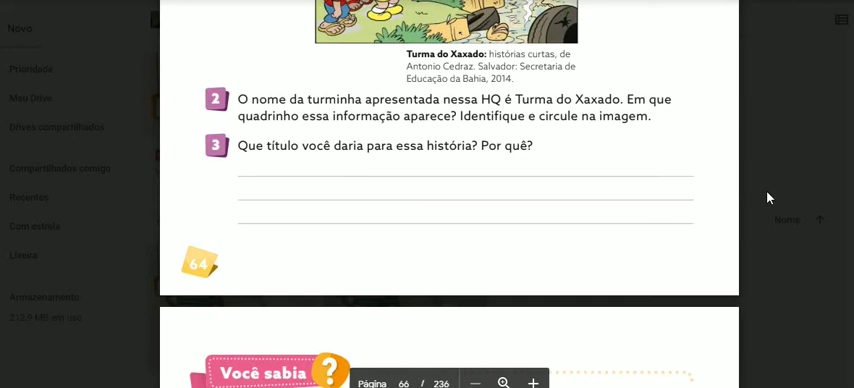 Novo
Prioridade
Meu Drive
Drives compartilhados
Compartilhados comigo
Recentes
Com estrela
Lixeira
Armazenamento
213,9 MB em uso
Nome
Turma do Xaxado: histórias curtas, de
Antonio Cedraz. Salvador: Secretaria de
Educação da Bahia, 2014.
2 O nome da turminha apresentada nessa HQ é Turma do Xaxado. Em que
quadrinho essa informação aparece? Identifique e circule na imagem.
3 Que título você daria para essa história? Por quê?
64
Você sabia ?
Página 66 / 236